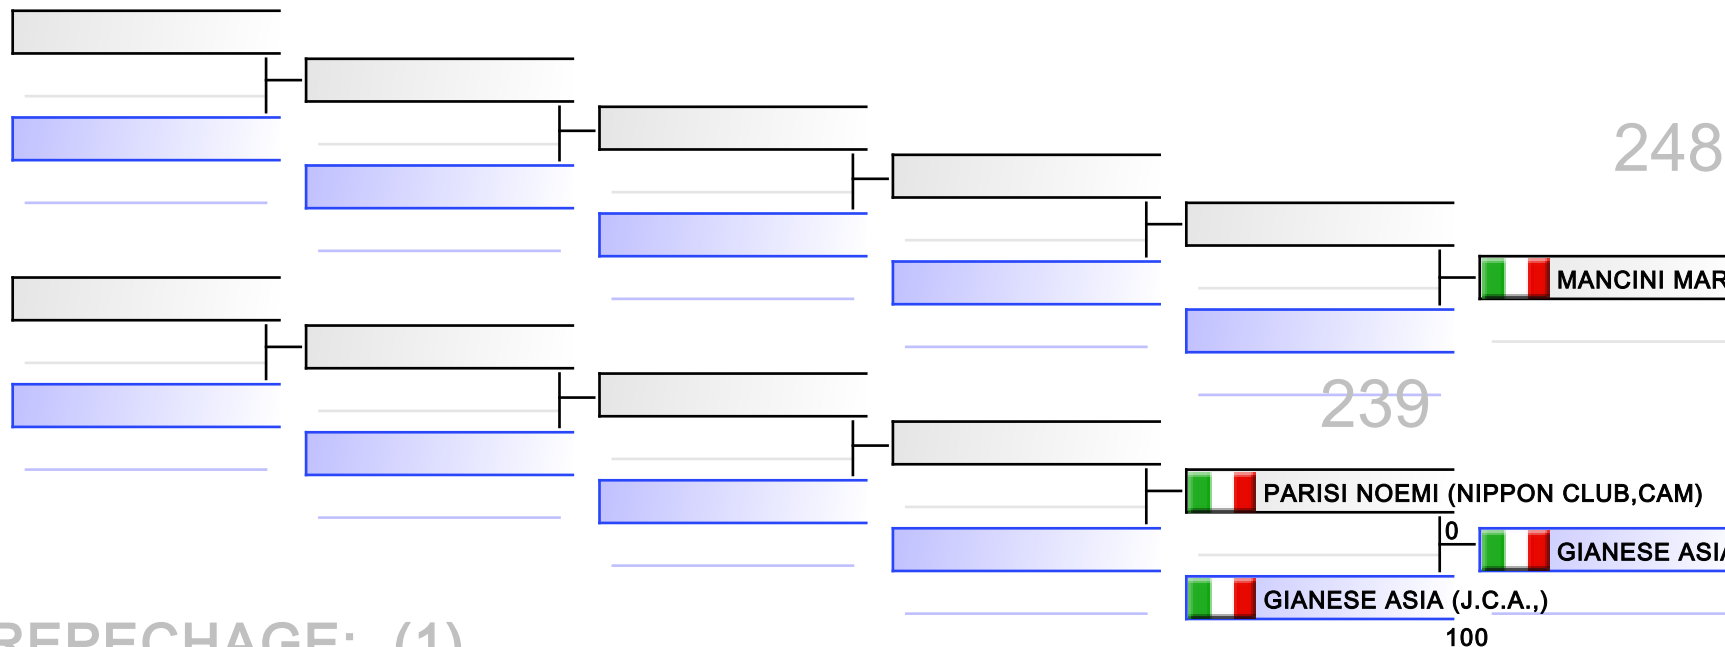 248
MANCINI MAR
239
PARISI NOEMI (NIPPON CLUB,CAM)
0
GIANESE ASIA
GIANESE ASIA (J.C.A.,)
100
REPECHAGE: (1)